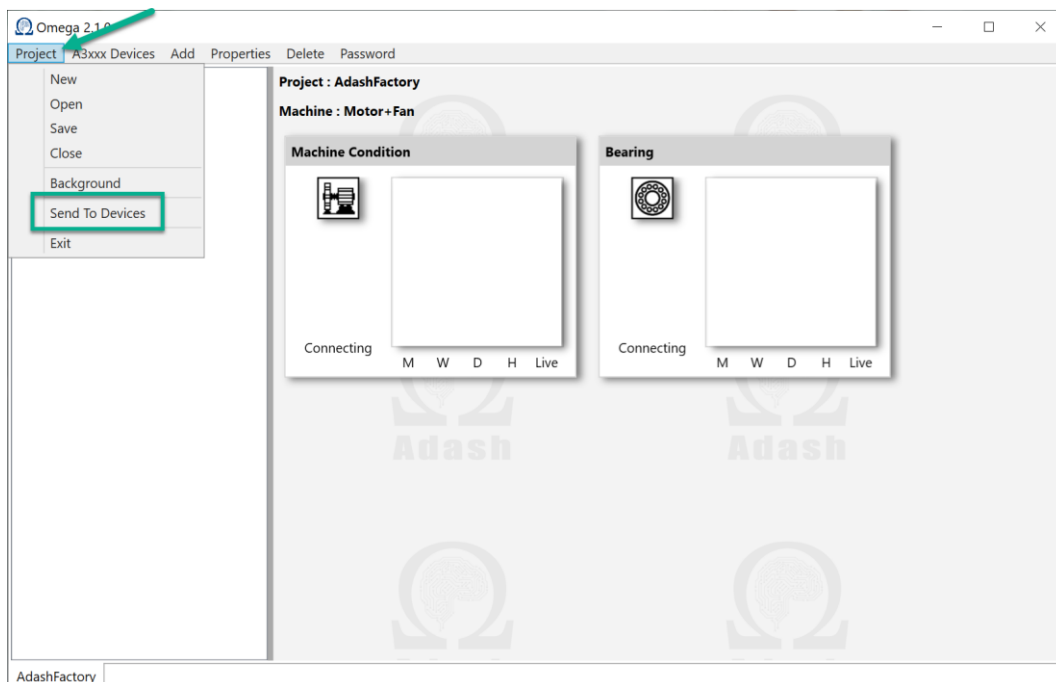 Omega 2.1.0
Project A3xxx Devices Add Properties Delete Password
New
Open
Save
Close
Background
Send To Devices
Exit
Project : AdashFactory
Machine : Motor+Fan
Machine Condition
Connecting
M W D H Live
Bearing
Connecting
M W D H Live
Adash
Adash
AdashFactory